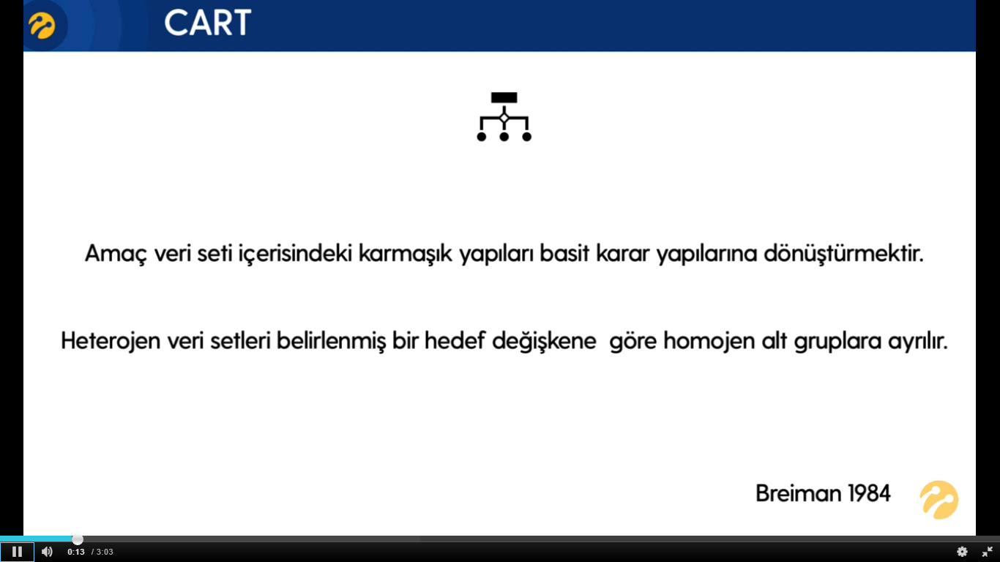 CART
Amaç veri seti içerisindeki karmaşık yapıları basit karar yapılarına dönüştürmektir.
Heterojen veri setleri belirlenmiş bir hedef değişkene göre homojen alt gruplara ayrılır.
Breiman 1984
0:13 / 3:03